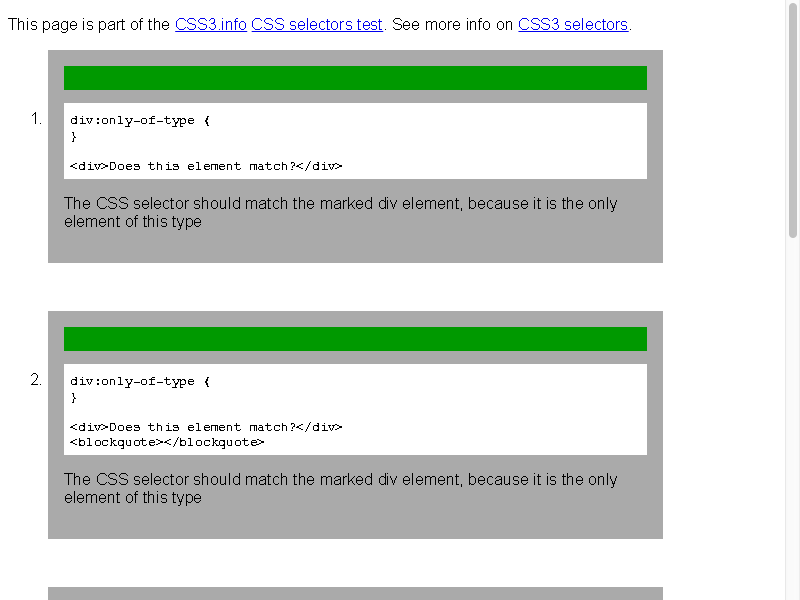 This page is part of the CSS3.info CSS selectors test. See more info on CSS3 selectors.
1.
div:only-of-type {
}
<div>Does this element match?</div>
The CSS selector should match the marked div element, because it is the only
element of this type
2.
div:only-of-type {
}
<div>Does this element match?</div>
<blockquote></blockquote>
The CSS selector should match the marked div element, because it is the only
element of this type